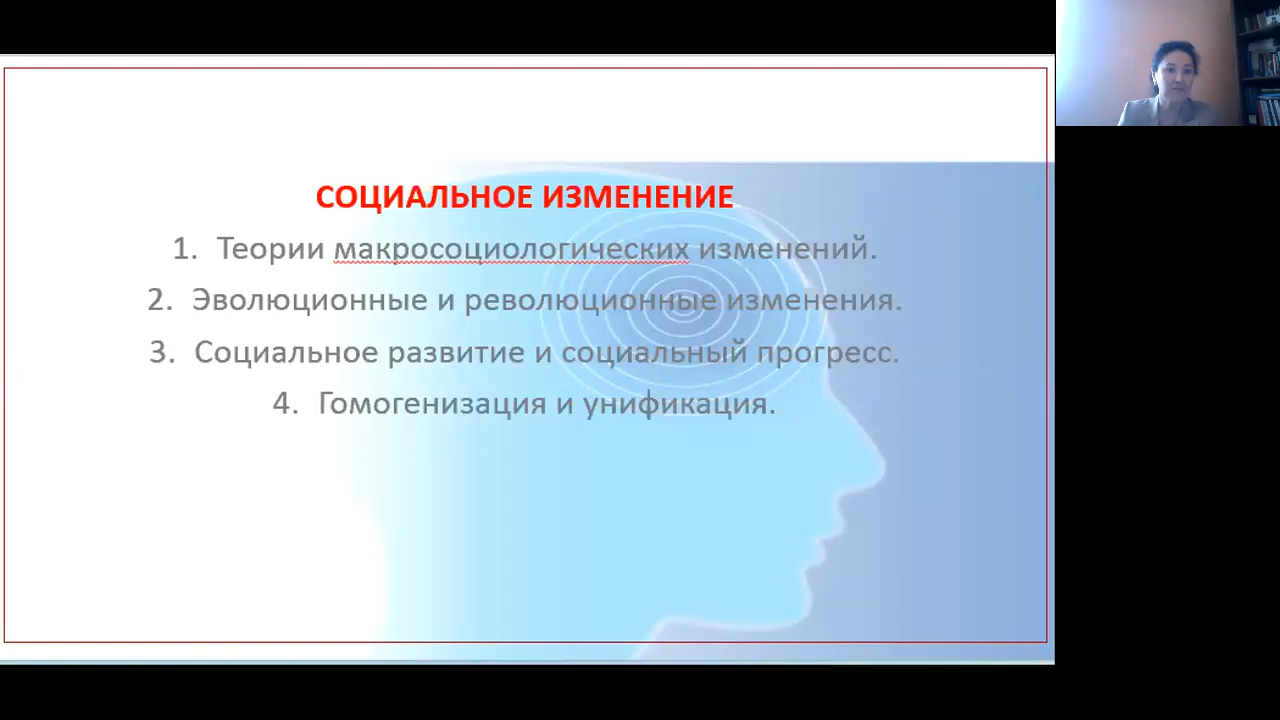 СОЦИАЛЬНОЕ ИЗМЕНЕНИЕ
1. Теории макросоциологических изменений.
2. Эволюционные и революционные изменения.
3. Социальное развитие и социальный прогресс.
4. Гомогенизация и унификация.